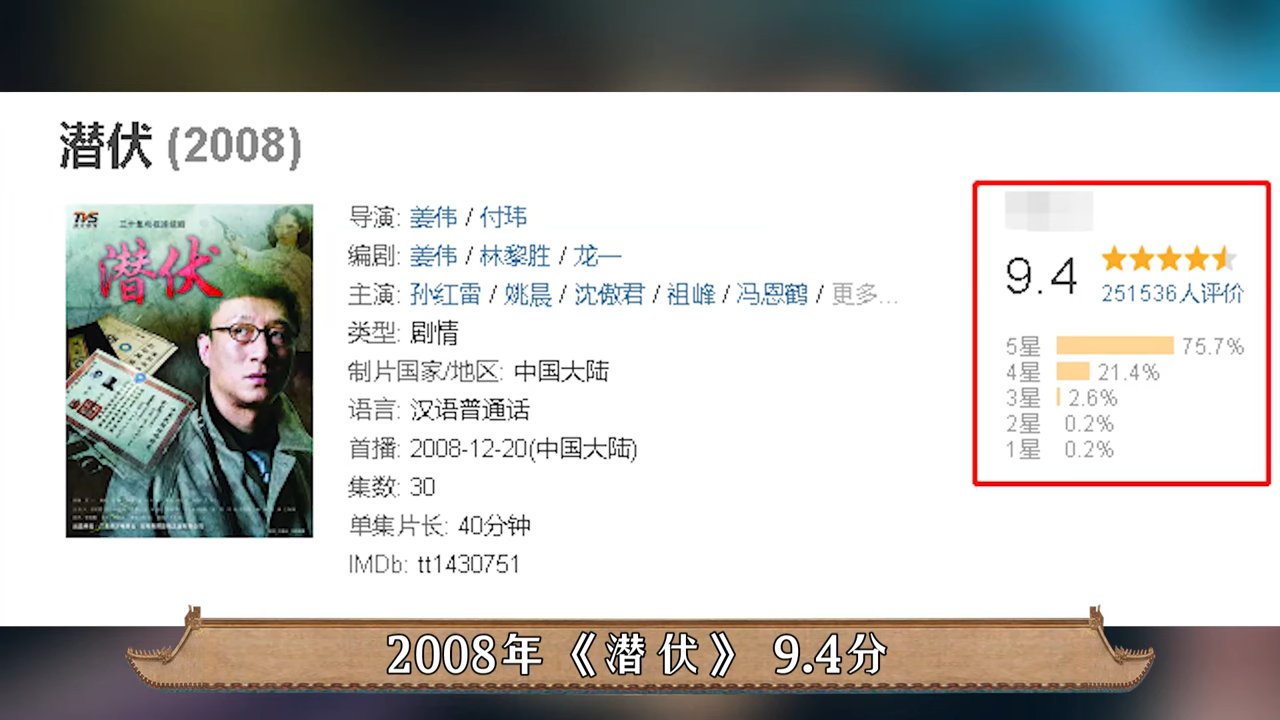 潜伏 (2008)
TVS
潜伏
导演: 姜伟 / 付玮
编剧: 姜伟 / 林黎胜 / 龙一
主演: 孙红雷 / 姚晨 / 沈傲君 / 祖峰 / 冯恩鹤 / 更多...
类型: 剧情
制片国家/地区: 中国大陆
语言: 汉语普通话
首播: 2008-12-20(中国大陆)
集数: 30
单集片长: 40分钟
IMDb: tt1430751
9.4
251536人评价
5星 75.7%
4星 21.4%
3星 2.6%
2星 0.2%
1星 0.2%
2008年《潜伏》 9.4分